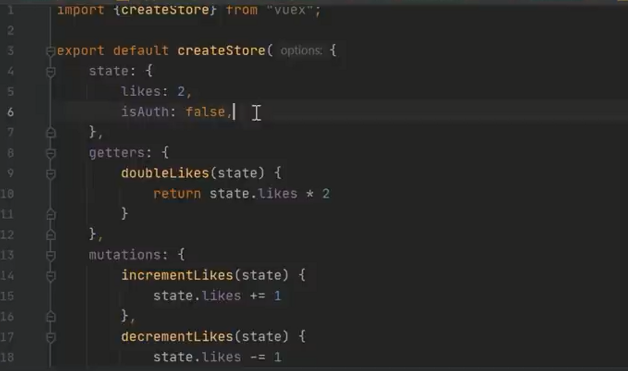 1 import {createStore} from "vuex";
2
3 export default createStore( options: {
4 state: {
5 likes: 2,
6 isAuth: false,
7 },
8 getters: {
9 doubleLikes(state) {
10 return state.likes * 2
11 }
12 },
13 mutations: {
14 incrementLikes(state) {
15 state.likes += 1
16 },
17 decrementLikes(state) {
18 state.likes -= 1